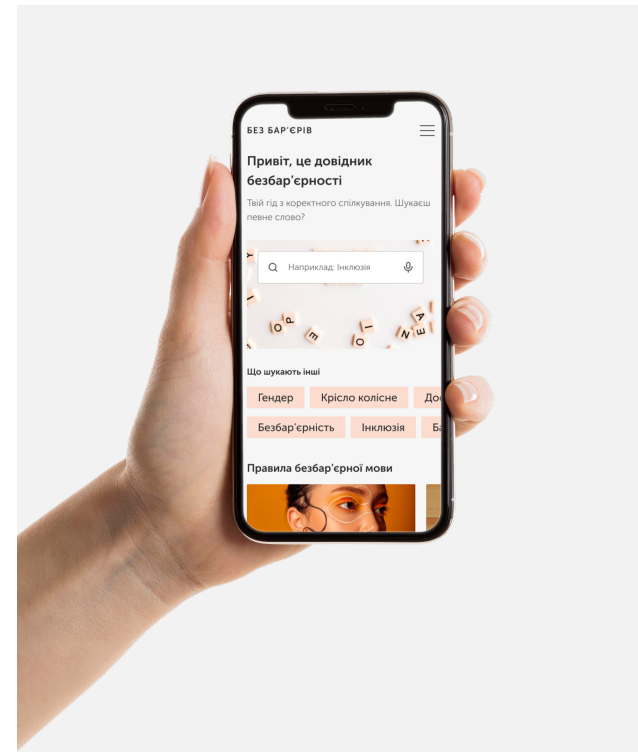 БЕЗ БАР’ЄРІВ
Привіт, це довідник
безбар’єрності
Твій гід з коректного спілкування. Шукаєш
певне слово?
Наприклад: Інклюзія
Що шукають інші
Гендер
Крісло колісне
Безбар’єрність
Інклюзія
Правила безбар’єрної мови